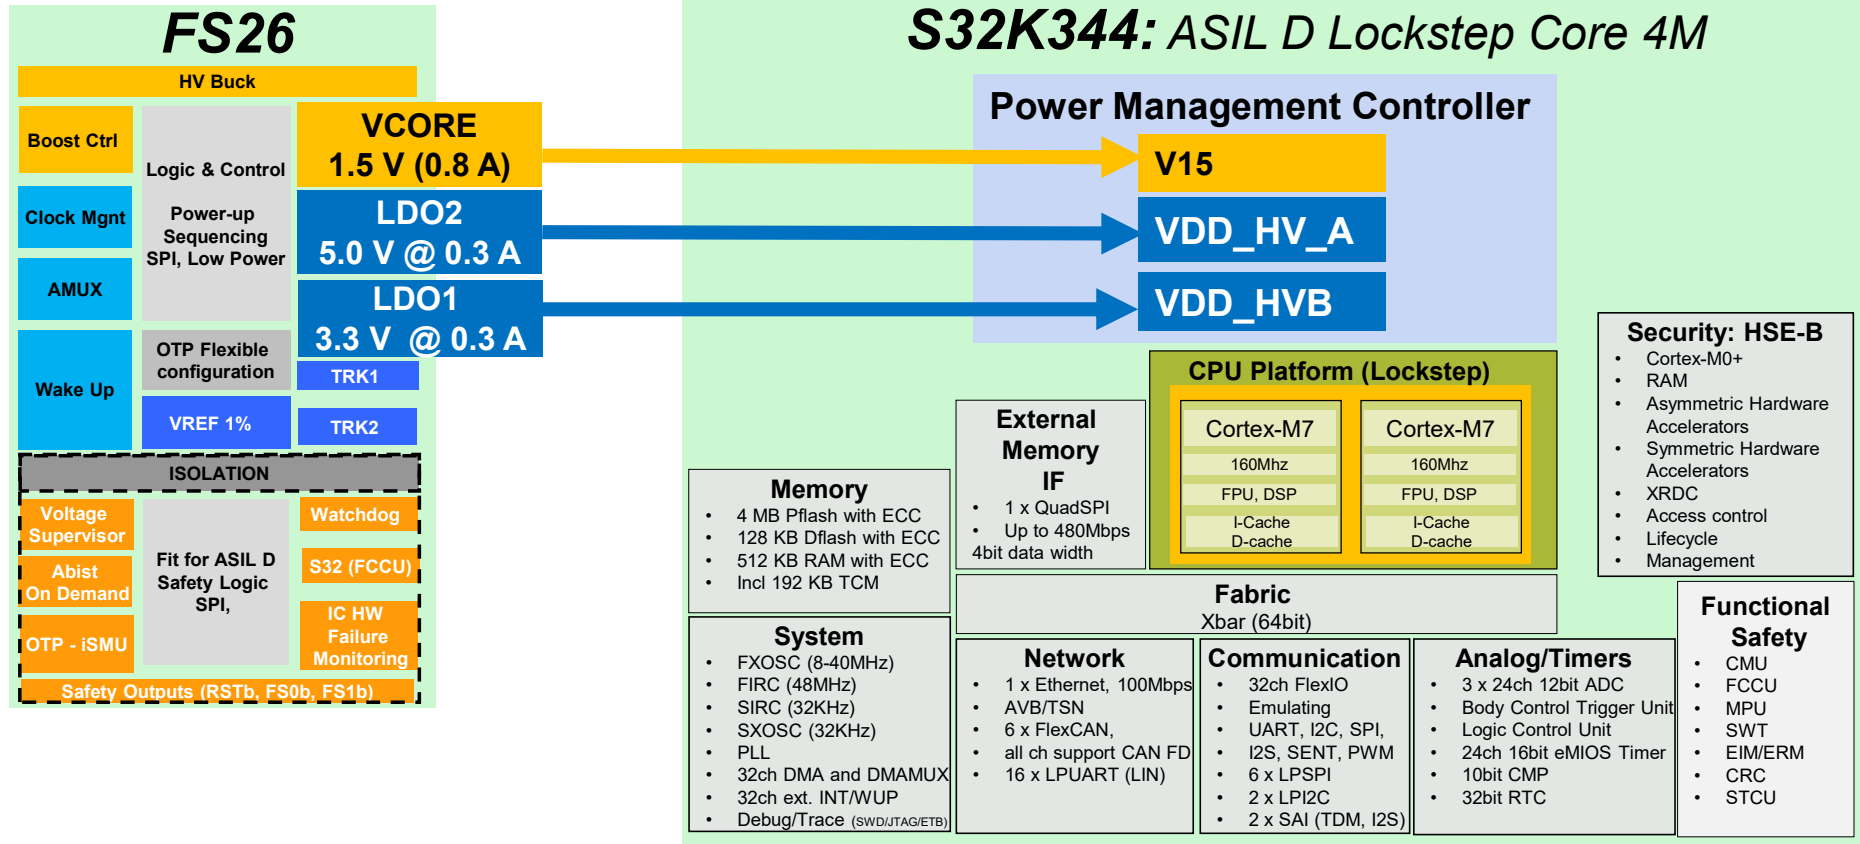 FS26
HV Buck
Boost Ctrl
Clock Mgnt
AMUX
Wake Up
Logic & Control
Power-up
Sequencing
SPI, Low Power
OTP Flexible
configuration
VREF 1%
VCORE
1.5 V (0.8 A)
LDO2
5.0 V @ 0.3 A
LDO1
3.3 V @ 0.3 A
TRK1
TRK2
ISOLATION
Voltage
Supervisor
Abist
On Demand
OTP - iSMU
Fit for ASIL D
Safety Logic
SPI,
Watchdog
S32 (FCCU)
IC HW
Failure
Monitoring
Safety Outputs (RSTb, FS0b, FS1b)
S32K344: ASIL D Lockstep Core 4M
Power Management Controller
V15
VDD_HV_A
VDD_HVB
CPU Platform (Lockstep)
Cortex-M7
160Mhz
FPU, DSP
I-Cache
D-cache
Cortex-M7
160Mhz
FPU, DSP
I-Cache
D-cache
Security: HSE-B
• Cortex-M0+
• RAM
• Asymmetric Hardware
Accelerators
• Symmetric Hardware
Accelerators
• XRDC
• Access control
• Lifecycle
• Management
External
Memory
IF
• 1 x QuadSPI
• Up to 480Mbps
4bit data width
Memory
• 4 MB Pflash with ECC
• 128 KB Dflash with ECC
• 512 KB RAM with ECC
• Incl 192 KB TCM
Fabric
Xbar (64bit)
System
• FXOSC (8-40MHz)
• FIRC (48MHz)
• SIRC (32KHz)
• SXOSC (32KHz)
• PLL
• 32ch DMA and DMAMUX
• 32ch ext. INT/WUP
• Debug/Trace (SWD/JTAG/ETB)
Network
• 1 x Ethernet, 100Mbps
• AVB/TSN
• 6 x FlexCAN,
• all ch support CAN FD
• 16 x LPUART (LIN)
Communication
• 32ch FlexIO
• Emulating
• UART, I2C, SPI,
• I2S, SENT, PWM
• 6 x LPSPI
• 2 x LPI2C
• 2 x SAI (TDM, I2S)
Analog/Timers
• 3 x 24ch 12bit ADC
• Body Control Trigger Unit
• Logic Control Unit
• 24ch 16bit eMIOS Timer
• 10bit CMP
• 32bit RTC
Functional
Safety
• CMU
• FCCU
• MPU
• SWT
• EIM/ERM
• CRC
• STCU